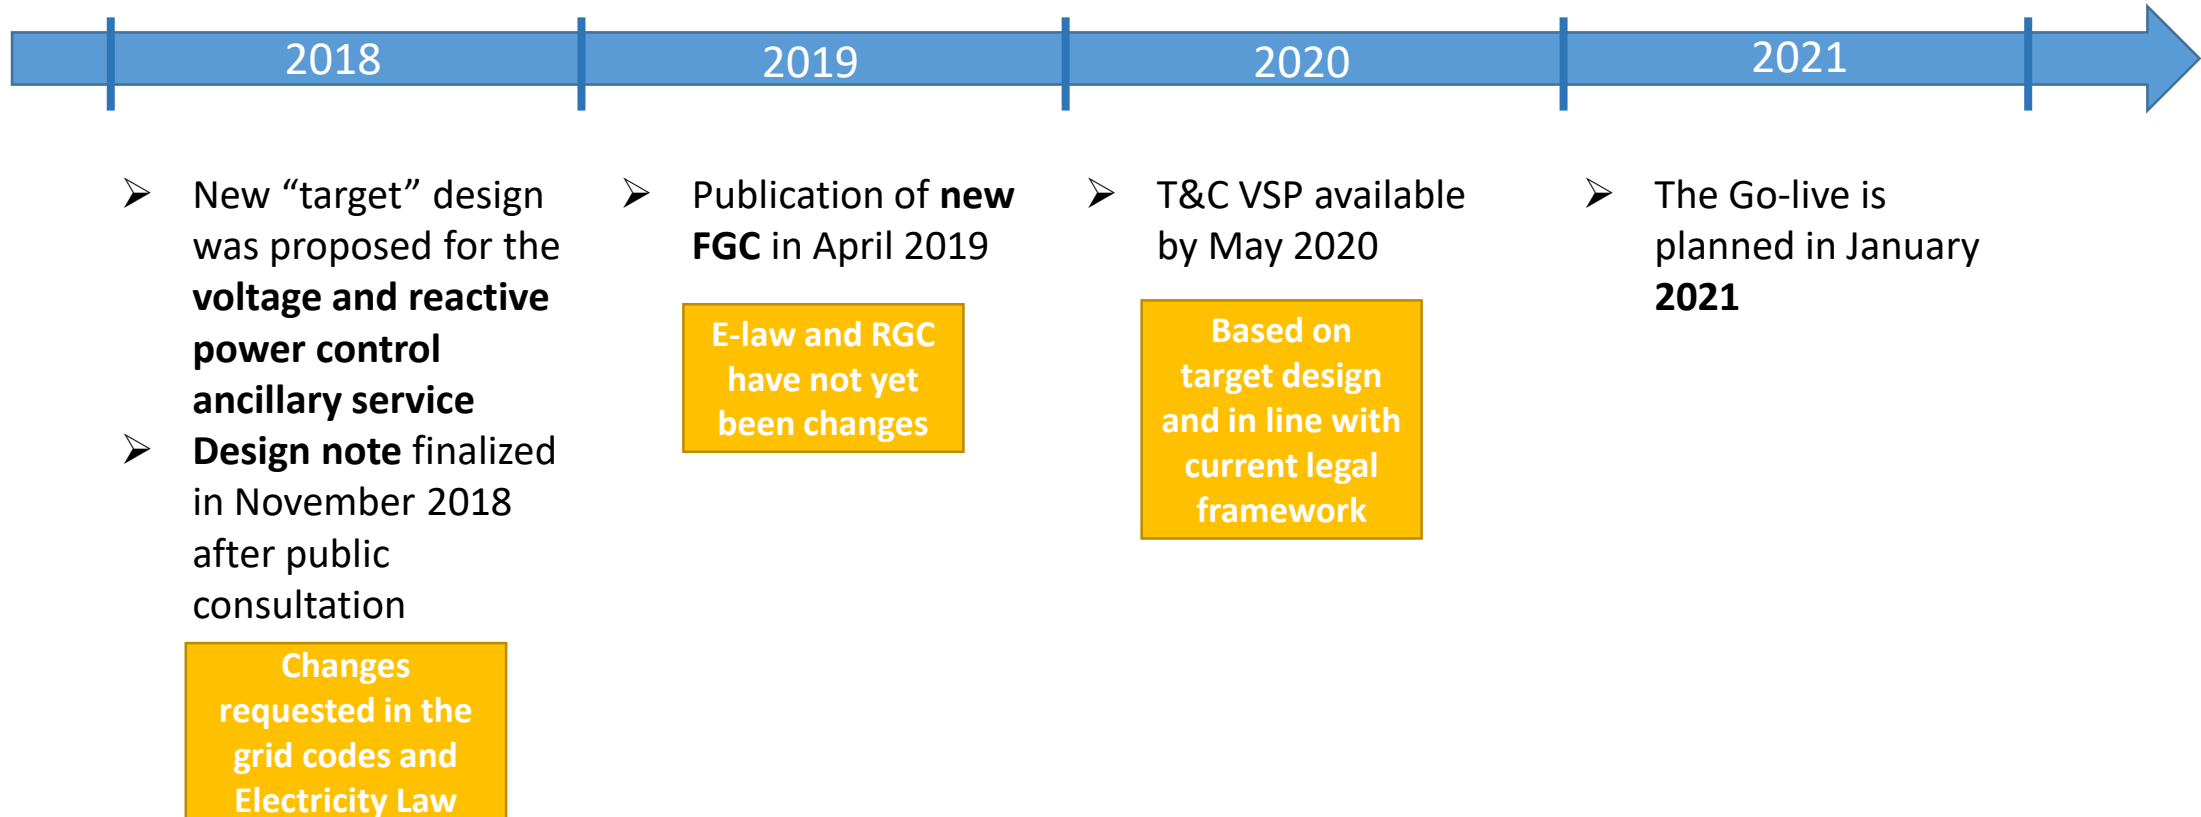 2018
2019
2020
2021
➢ New “target” design
was proposed for the
voltage and reactive
power control
ancillary service
➢ Design note finalized
in November 2018
after public
consultation
Changes
requested in the
grid codes and
Electricity Law
➢ Publication of new
FGC in April 2019
E-law and RGC
have not yet
been changes
➢ T&C VSP available
by May 2020
Based on
target design
and in line with
current legal
framework
➢ The Go-live is
planned in January
2021